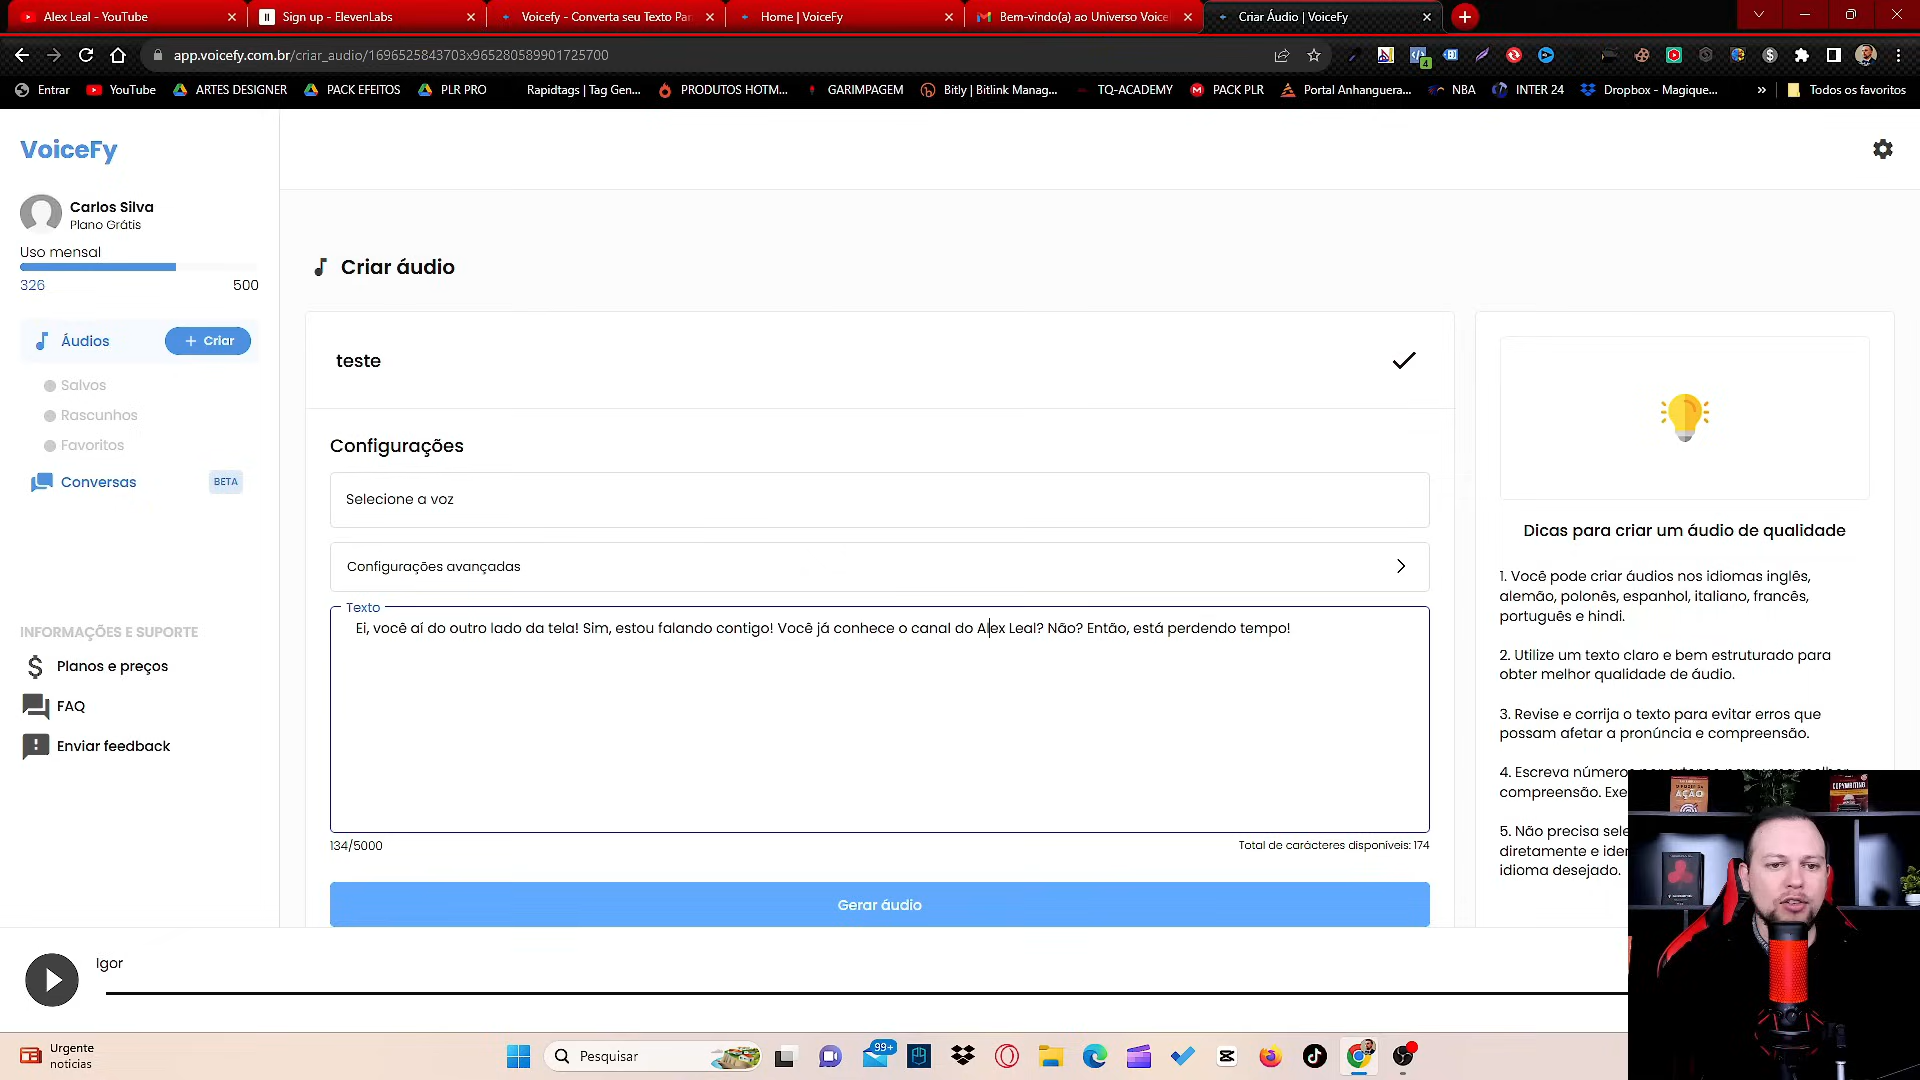 Alex Leal - YouTube
Sign up - ElevenLabs
Voicefy - Converta seu Texto Par
Home | VoiceFy
Bem-vindo(a) ao Universo Voice
Criar Áudio | VoiceFy
app.voicefy.com.br/criar_audio/1696525843703x965280589901725700
4
Entrar
YouTube
ARTES DESIGNER
PACK EFEITOS
PLR PRO
Rapidtags | Tag Gen...
PRODUTOS HOTM...
GARIMPAGEM
Bitly | Bitlink Manag...
TQ-ACADEMY
PACK PLR
Portal Anhanguera...
NBA
INTER 24
Dropbox - Magique...
»
Todos os favoritos
VoiceFy
Carlos Silva
Plano Grátis
Uso mensal
326
500
Áudios
+ Criar
Salvos
Rascunhos
Favoritos
Conversas
BETA
INFORMAÇÕES E SUPORTE
Planos e preços
FAQ
Enviar feedback
Criar áudio
teste
Configurações
Selecione a voz
Configurações avançadas
Texto
Ei, você aí do outro lado da tela! Sim, estou falando contigo! Você já conhece o canal do Alex Leal? Não? Então, está perdendo tempo!
134/5000
Total de carácteres disponíveis: 174
Gerar áudio
Dicas para criar um áudio de qualidade
1. Você pode criar áudios nos idiomas inglês,
alemão, polonês, espanhol, italiano, francês,
português e hindi.
2. Utilize um texto claro e bem estruturado para
obter melhor qualidade de áudio.
3. Revise e corrija o texto para evitar erros que
possam afetar a pronúncia e compreensão.
4. Escreva números
compreensão.
5. Não precisa
diretamente e
idioma desejado.
AÇÃO
COPYWRITING
Igor
Urgente
notícias
Pesquisar
99+